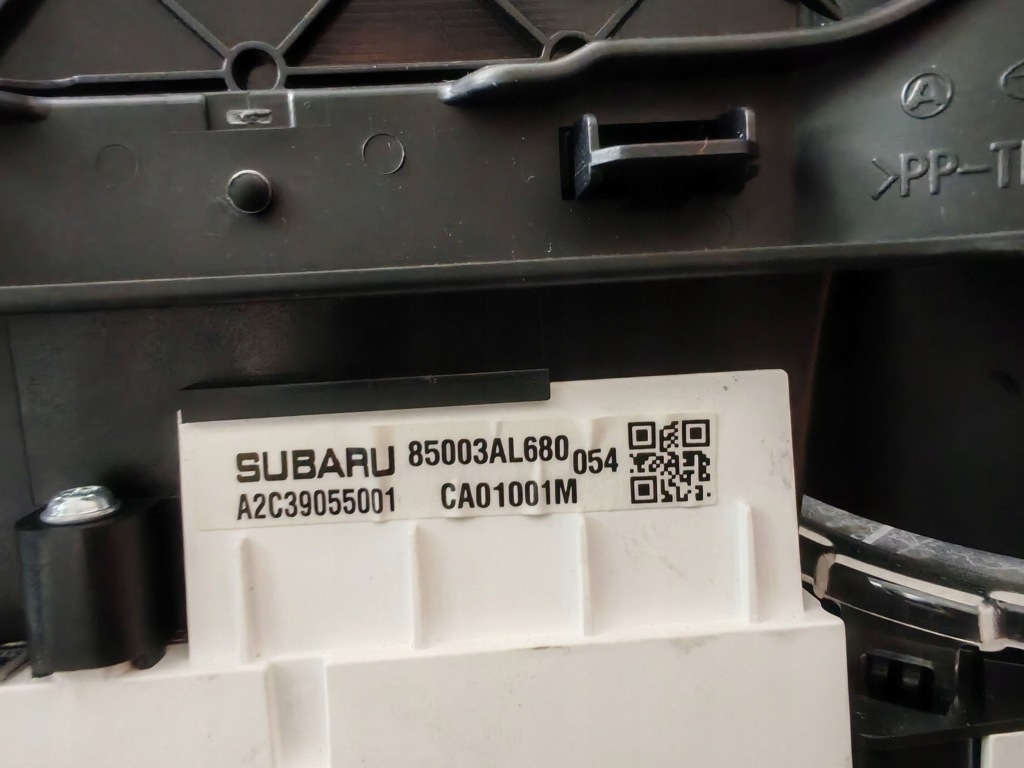 A
>PP-T
SUBARU 85003AL680 054
A2C39055001 CA01001M